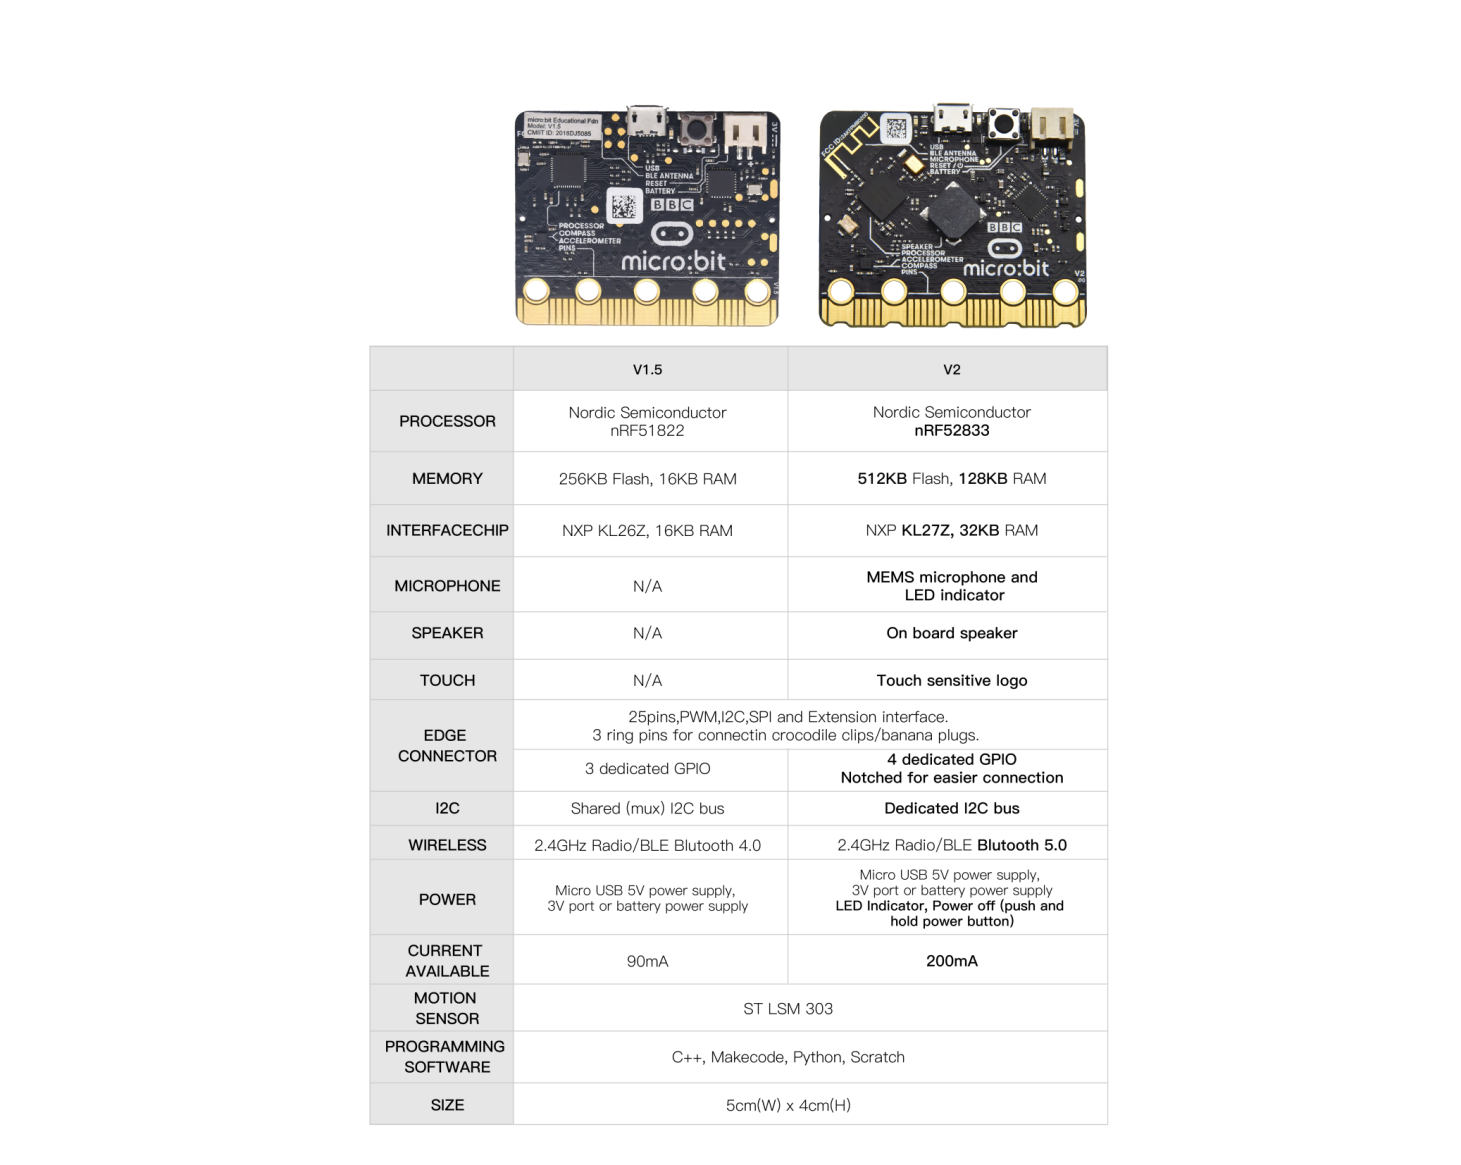 micro:bit Educational Fdn
Model: V1.5
CMIIT ID: 2018DJ5085
3V
USB
BLE ANTENNA
RESET
BATTERY
BBC
PROCESSOR
COMPASS
ACCELEROMETER
PINS
micro:bit
V1.5
USB
BLE ANTENNA
MICROPHONE
RESET /
BATTERY
BBC
SPEAKER
PROCESSOR
ACCELEROMETER
COMPASS
PINS
micro:bit
V2
V1.5 V2
PROCESSOR
Nordic Semiconductor
nRF51822
Nordic Semiconductor
nRF52833
MEMORY 256KB Flash, 16KB RAM 512KB Flash, 128KB RAM
INTERFACECHIP NXP KL26Z, 16KB RAM NXP KL27Z, 32KB RAM
MICROPHONE N/A
MEMS microphone and
LED indicator
SPEAKER N/A On board speaker
TOUCH N/A Touch sensitive logo
EDGE
CONNECTOR
25pins,PWM,I2C,SPI and Extension interface.
3 ring pins for connectin crocodile clips/banana plugs.
3 dedicated GPIO
4 dedicated GPIO
Notched for easier connection
I2C Shared (mux) I2C bus Dedicated I2C bus
WIRELESS 2.4GHz Radio/BLE Blutooth 4.0 2.4GHz Radio/BLE Blutooth 5.0
POWER
Micro USB 5V power supply,
3V port or battery power supply
Micro USB 5V power supply,
3V port or battery power supply
LED Indicator, Power off (push and
hold power button)
CURRENT
AVAILABLE
90mA 200mA
MOTION
SENSOR
ST LSM 303
PROGRAMMING
SOFTWARE
C++, Makecode, Python, Scratch
SIZE 5cm(W) x 4cm(H)